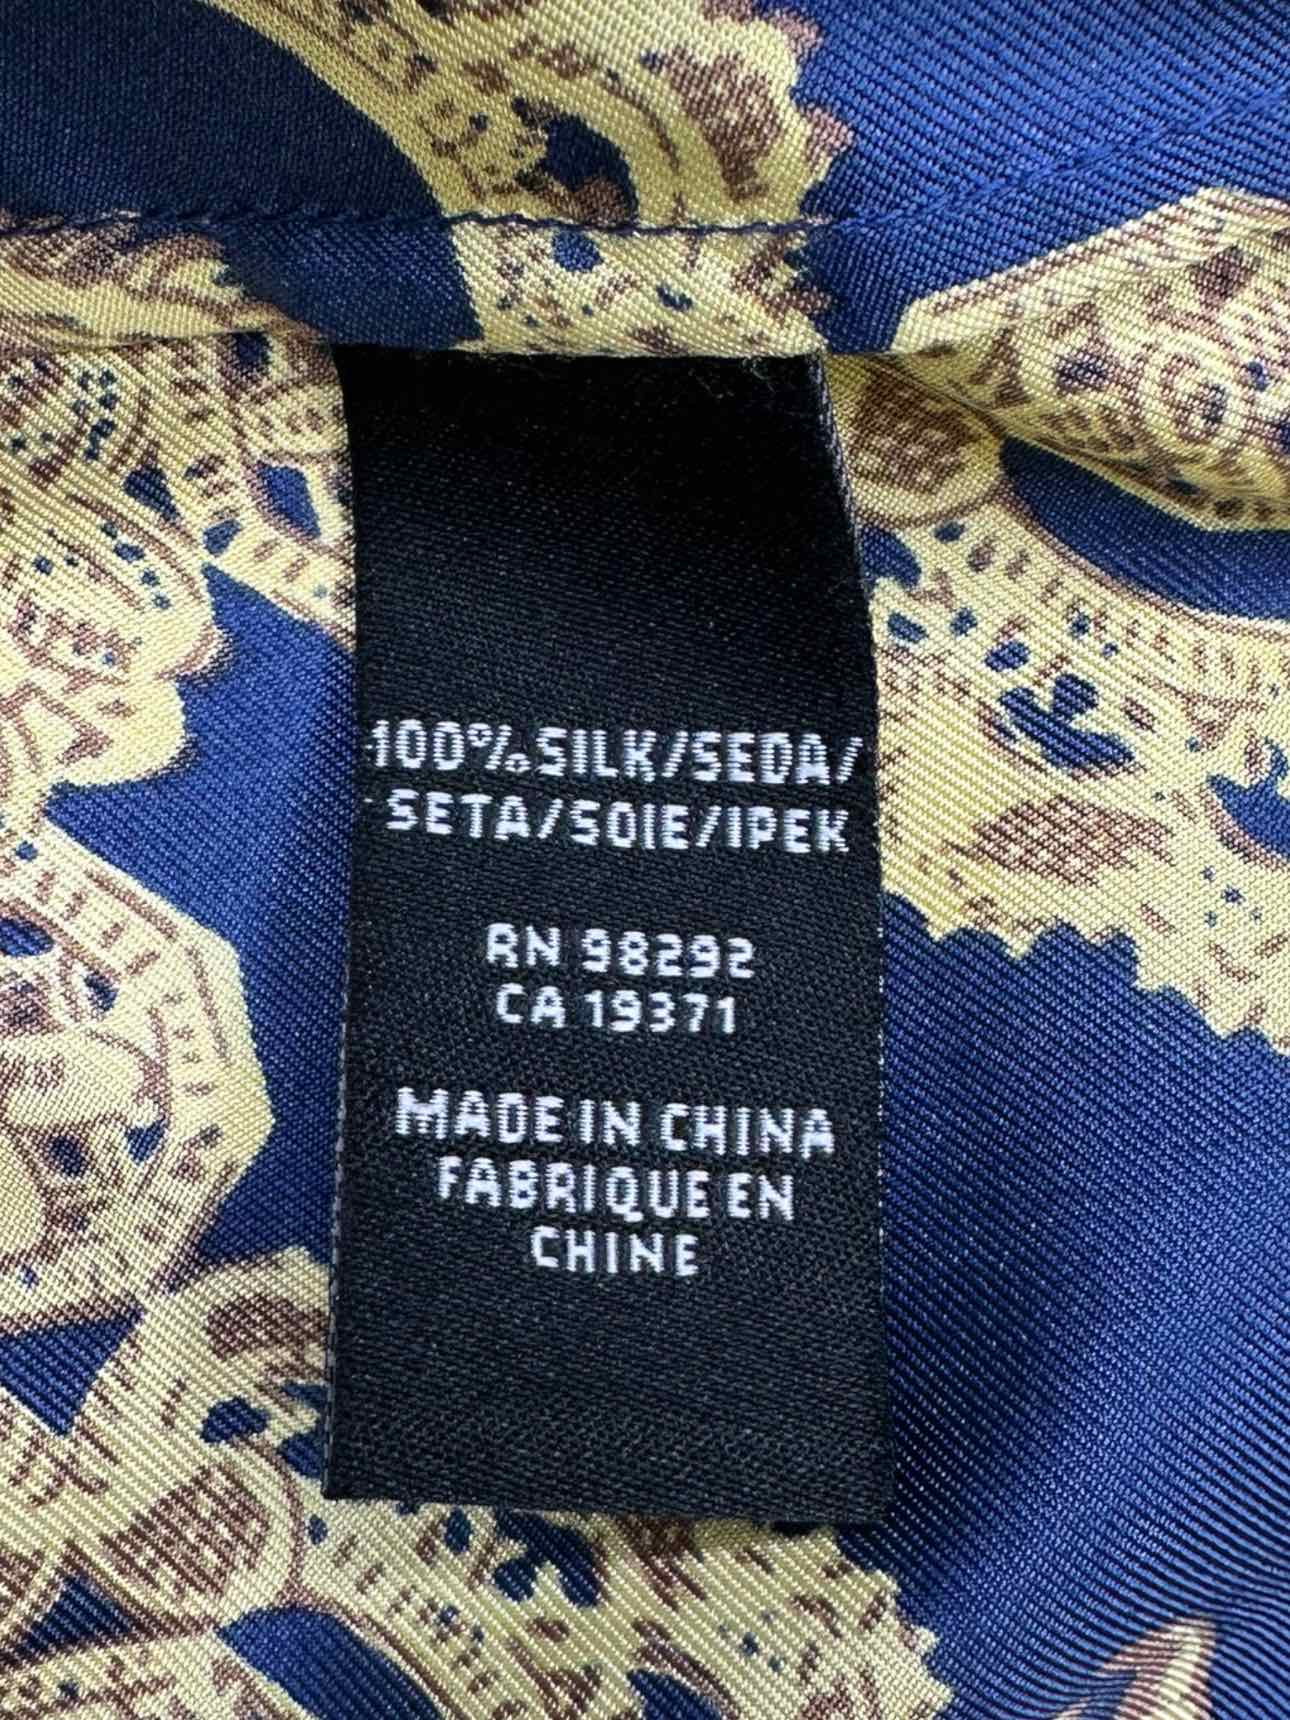 100% SILK/SEDA/
SETA/SOIE/IPEK
RN 98292
CA 19371
MADE IN CHINA
FABRIQUE EN
CHINE